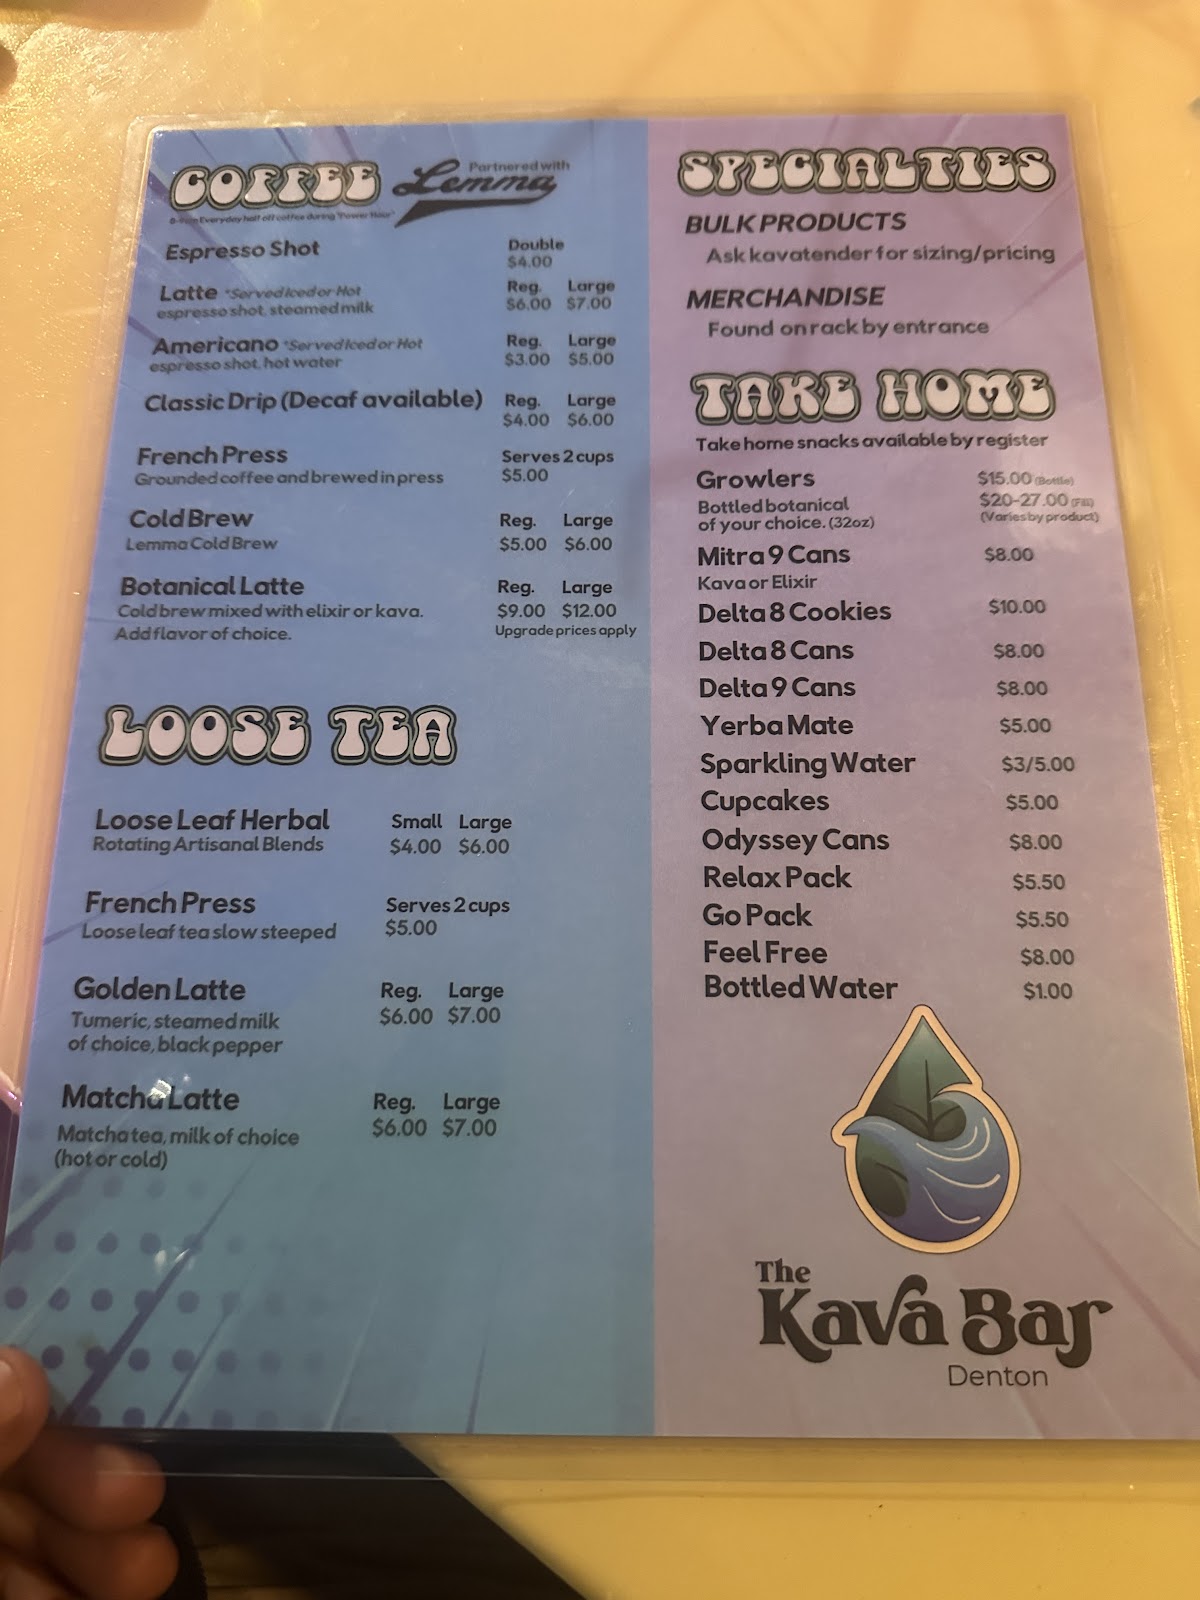 COFFEE
Partnered with
Lemma
Everyday half off coffee during "Power Hour"
Espresso Shot
Double
$4.00
Latte *Served Iced or Hot
espresso shot, steamed milk
Reg. Large
$6.00 $7.00
Americano *Served Iced or Hot
espresso shot, hot water
Reg. Large
$3.00 $5.00
Classic Drip (Decaf available)
Reg. Large
$4.00 $6.00
French Press
Grounded coffee and brewed in press
Serves 2 cups
$5.00
Cold Brew
Lemma Cold Brew
Reg. Large
$5.00 $6.00
Botanical Latte
Cold brew mixed with elixir or kava.
Add flavor of choice.
Reg. Large
$9.00 $12.00
Upgrade prices apply
LOOSE TEA
Loose Leaf Herbal
Rotating Artisanal Blends
Small Large
$4.00 $6.00
French Press
Loose leaf tea slow steeped
Serves 2 cups
$5.00
Golden Latte
Tumeric, steamed milk
of choice, black pepper
Reg. Large
$6.00 $7.00
Matcha Latte
Matcha tea, milk of choice
(hot or cold)
Reg. Large
$6.00 $7.00
SPECIALTIES
BULK PRODUCTS
Ask kavatender for sizing/pricing
MERCHANDISE
Found on rack by entrance
TAKE HOME
Take home snacks available by register
Growlers $15.00 (Bottle)
Bottled botanical $20-27.00 (Fill)
of your choice. (32oz) (Varies by product)
Mitra 9 Cans $8.00
Kava or Elixir
Delta 8 Cookies $10.00
Delta 8 Cans $8.00
Delta 9 Cans $8.00
Yerba Mate $5.00
Sparkling Water $3/5.00
Cupcakes $5.00
Odyssey Cans $8.00
Relax Pack $5.50
Go Pack $5.50
Feel Free $8.00
Bottled Water $1.00
The
Kava Bar
Denton